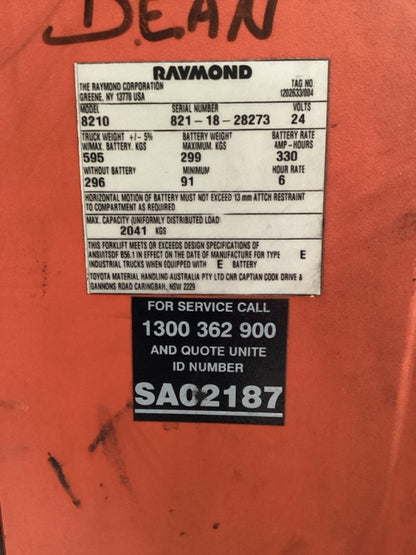 DEAN
RAYMOND
THE RAYMOND CORPORATION TAG NO
GREENE, NY 13778 USA 1202633/004
MODEL SERIAL NUMBER VOLTS
8210 821-18-28273 24
TRUCK WEIGHT +/- 5% BATTERY WEIGHT BATTERY RATE
W/MAX. BATTERY. KGS MAXIMUM. KGS AMP-HOURS
595 299 330
WITHOUT BATTERY MINIMUM HOUR RATE
296 91 6
HORIZONTAL MOTION OF BATTERY MUST NOT EXCEED 13 mm ATTCH RESTRAINT
TO COMPARTMENT AS REQUIRED
MAX. CAPACITY (UNIFORMLY DISTRIBUTED LOAD
2041 KGS
THIS FORKLIFT MEETS OR EXCEEDS DESIGN SPECIFICATIONS OF
ANSI/ITSDF B56.1 IN EFFECT ON THE DATE OF MANUFACTURE FOR TYPE E
INDUSTRIAL TRUCKS WHEN EQUIPPED WITH E BATTERY
TOYOTA MATERIAL HANDLING AUSTRALIA PTY LTD CNR CAPTIAN COOK DRIVE &
GANNONS ROAD CARINGBAH, NSW 2229
FOR SERVICE CALL
1300 362 900
AND QUOTE UNITE
ID NUMBER
SA02187